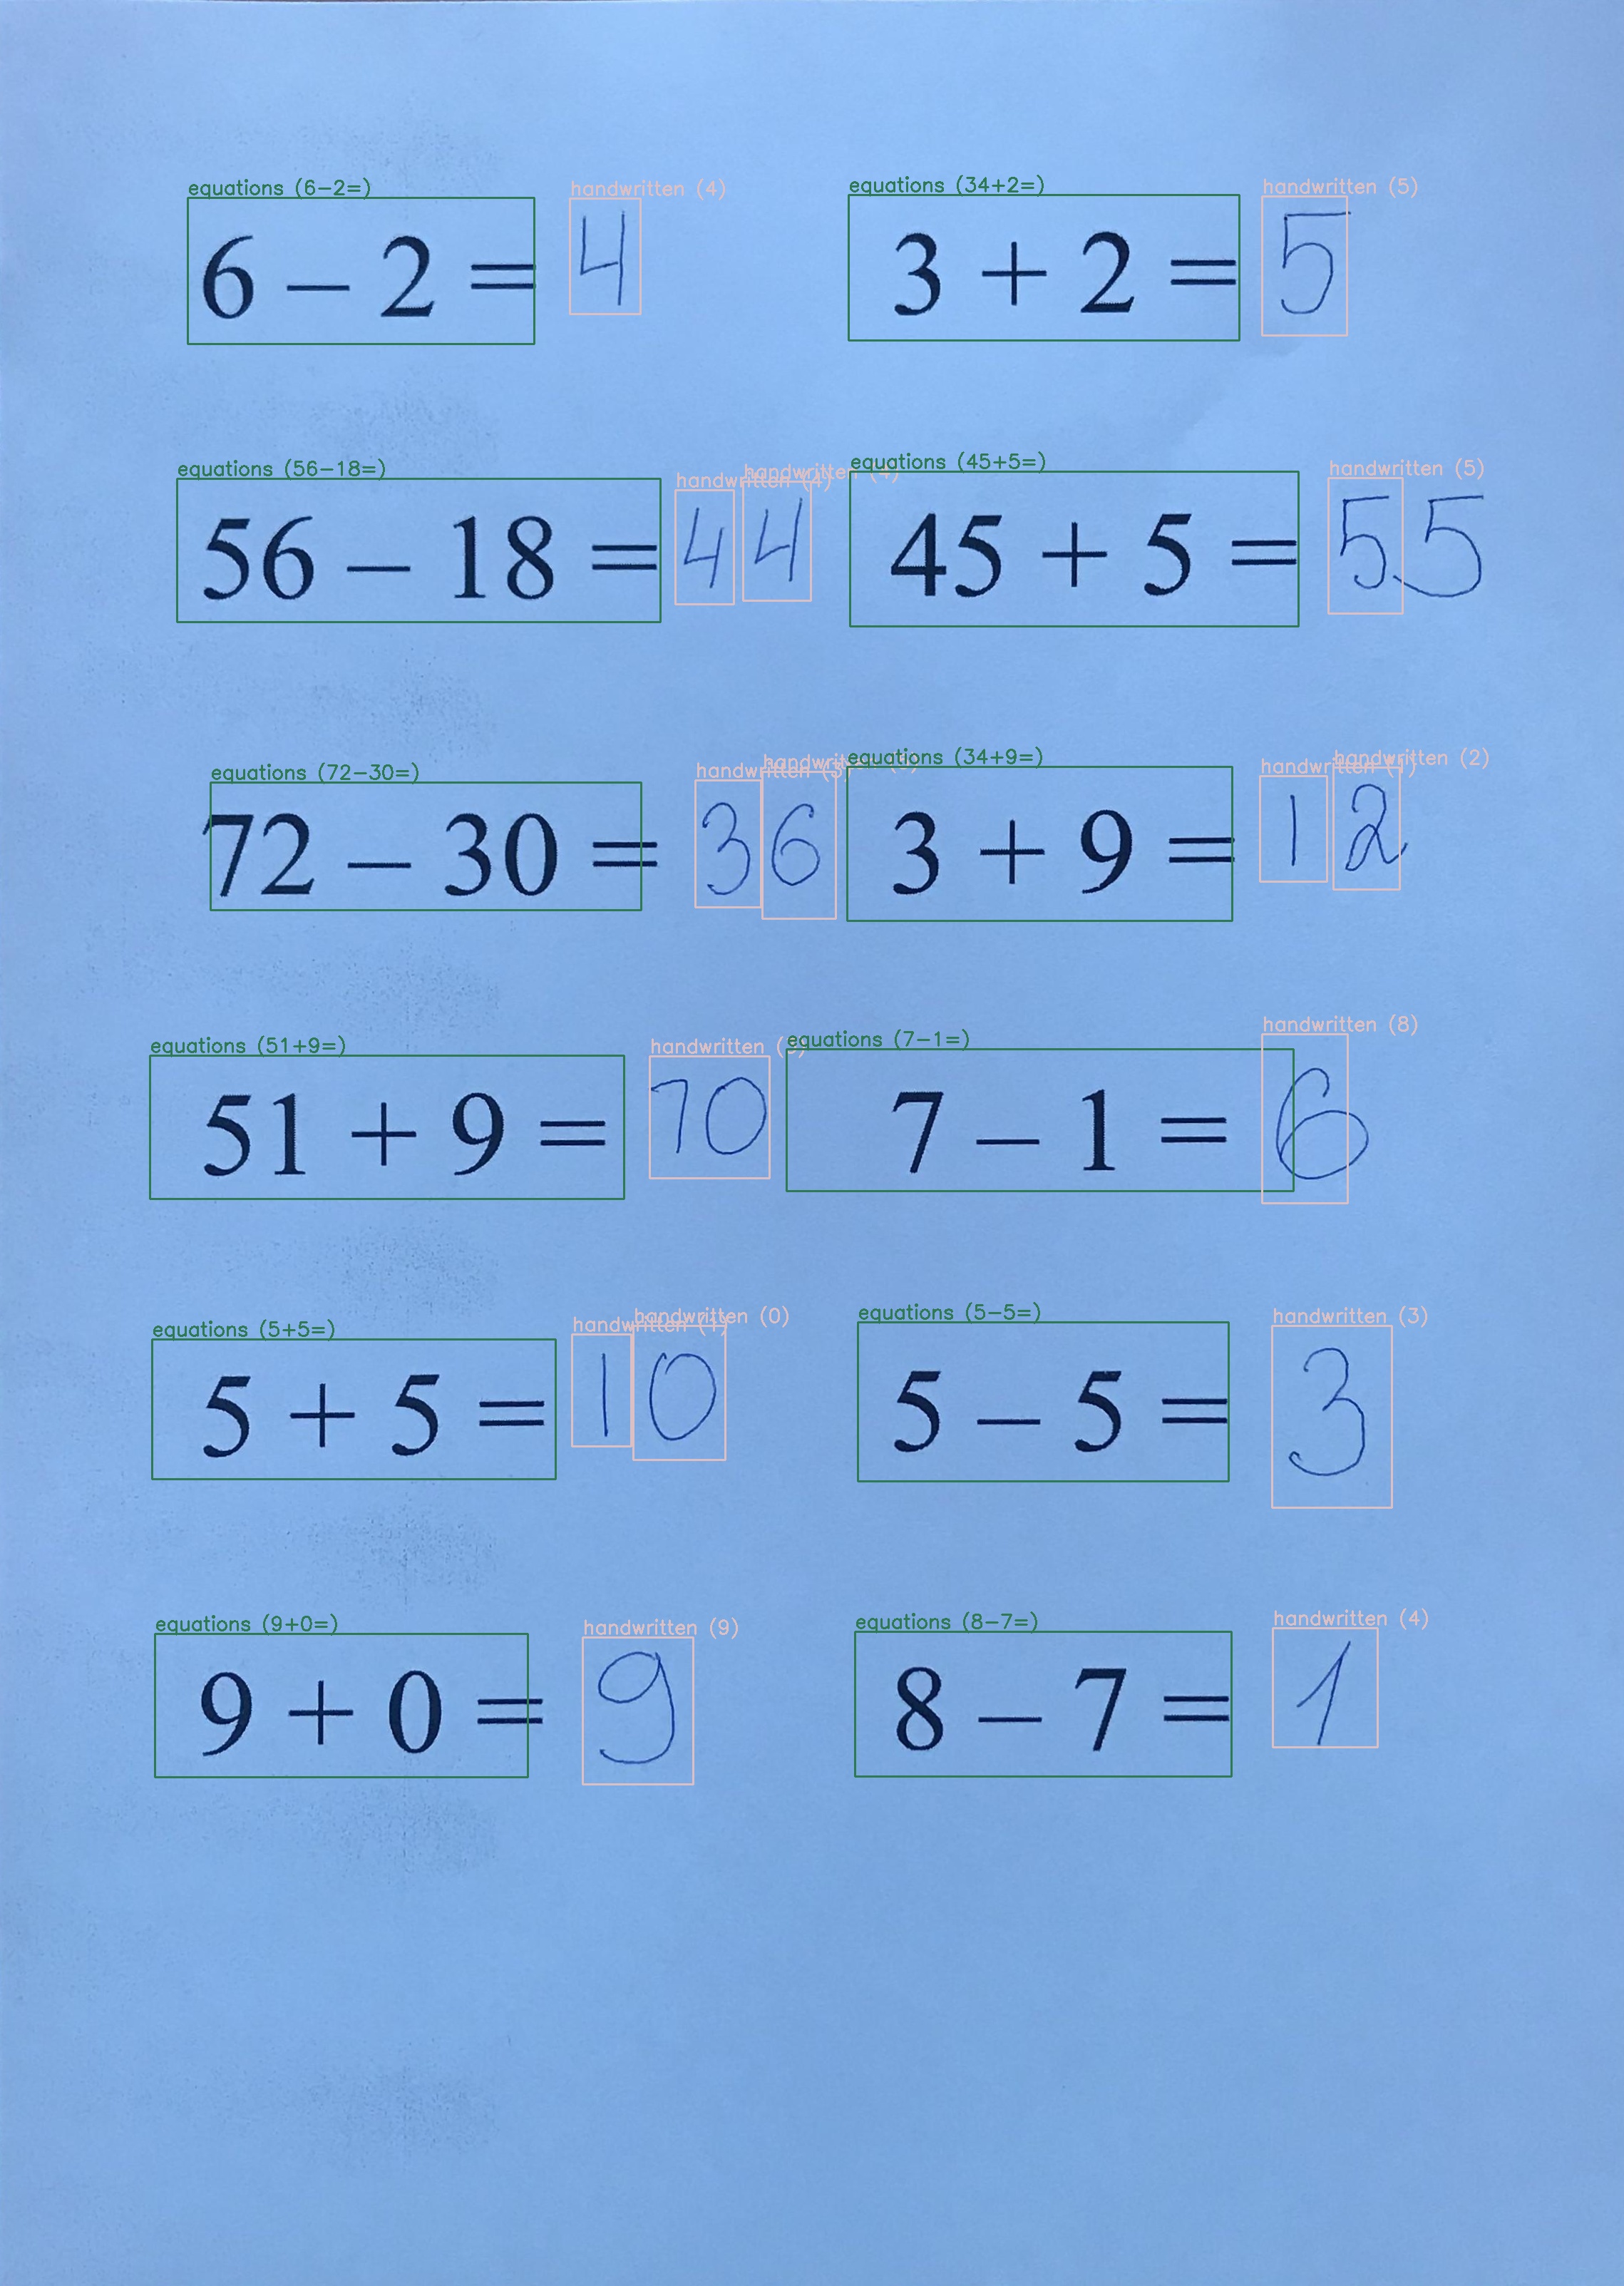 equations (6-2=) handwritten (4) equations (34+2=) handwritten (5)
6 – 2 = 4 3 + 2 = 5
equations (56-18=) handwritten (4) handwritten (4) equations (45+5=) handwritten (5)
56 – 18 = 44 45 + 5 = 55
equations (72-30=) handwritten (3) handwritten equations (34+9=) handwritten (1) handwritten (2)
72 – 30 = 36 3 + 9 = 12
equations (51+9=) handwritten equations (7-1=) handwritten (8)
51 + 9 = 70 7 – 1 = 6
equations (5+5=) handwritten (1) handwritten (0) equations (5-5=) handwritten (3)
5 + 5 = 10 5 – 5 = 3
equations (9+0=) handwritten (9) equations (8-7=) handwritten (4)
9 + 0 = 9 8 – 7 = 1